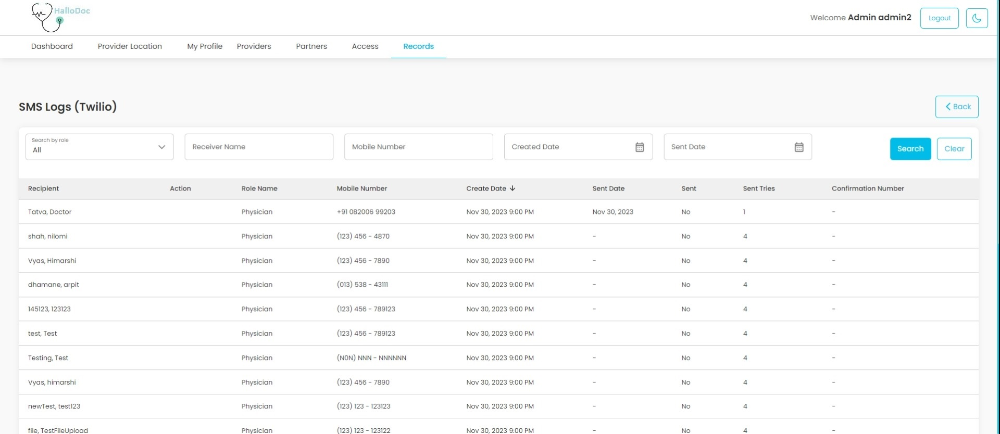 HalloDoc
Welcome Admin admin2 Logout
Dashboard Provider Location My Profile Providers Partners Access Records
SMS Logs (Twilio) Back
Search by role
All Receiver Name Mobile Number Created Date Sent Date Search Clear
Recipient Action Role Name Mobile Number Create Date Sent Date Sent Sent Tries Confirmation Number
Tatva, Doctor Physician +91 082006 99203 Nov 30, 2023 9:00 PM Nov 30, 2023 No 1 -
shah, nilomi Physician (123) 456 - 4870 Nov 30, 2023 9:00 PM - No 4 -
Vyas, Himarshi Physician (123) 456 - 7890 Nov 30, 2023 9:00 PM - No 4 -
dhamane, arpit Physician (013) 538 - 43111 Nov 30, 2023 9:00 PM - No 4 -
145123, 123123 Physician (123) 456 - 789123 Nov 30, 2023 9:00 PM - No 4 -
test, Test Physician (123) 456 - 789123 Nov 30, 2023 9:00 PM - No 4 -
Testing, Test Physician (N0N) NNN - NNNNNN Nov 30, 2023 9:00 PM - No 4 -
Vyas, himarshi Physician (123) 456 - 7890 Nov 30, 2023 9:00 PM - No 4 -
newTest, test123 Physician (123) 123 - 123123 Nov 30, 2023 9:00 PM - No 4 -
file, TestFileUpload Physician (123) 123 - 123122 Nov 30, 2023 9:00 PM - No 4 -